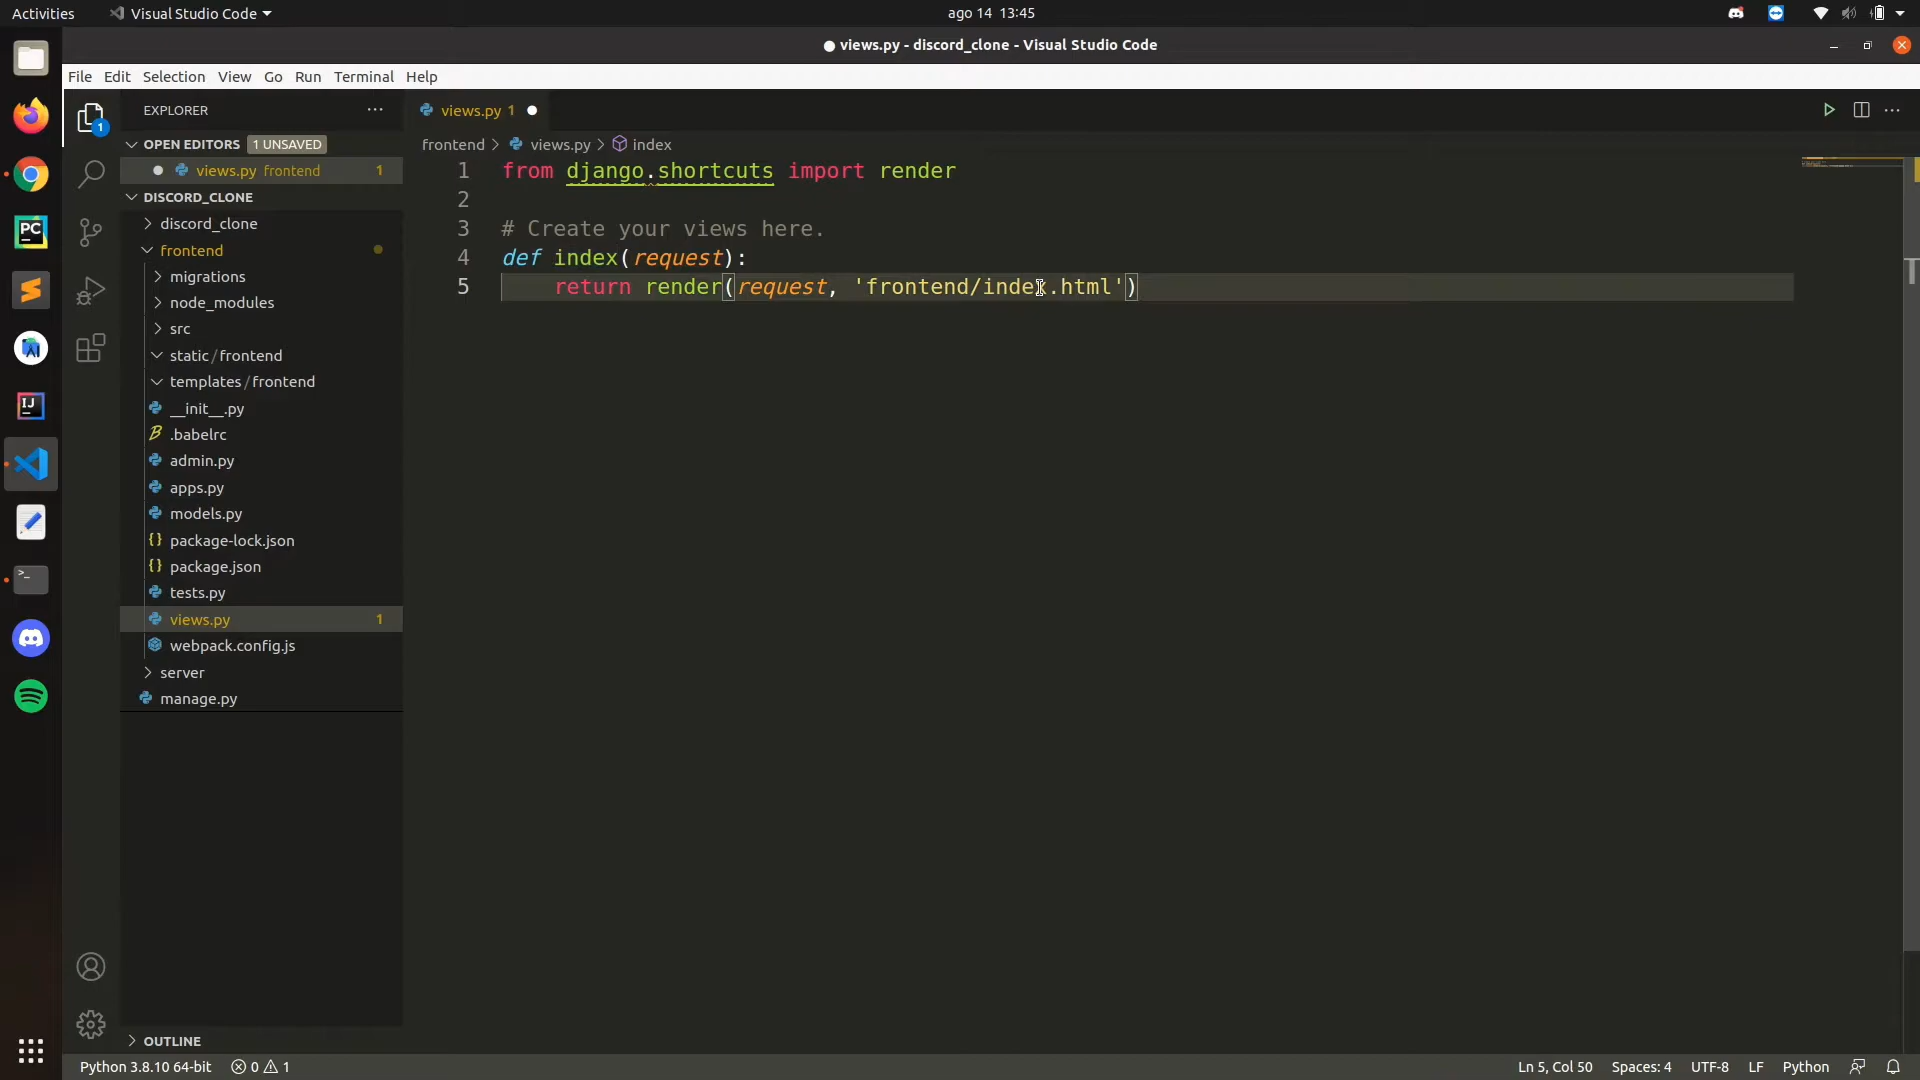 Activities Visual Studio Code ago 14 13:45
views.py - discord_clone - Visual Studio Code
File Edit Selection View Go Run Terminal Help
EXPLORER
OPEN EDITORS 1 UNSAVED
views.py frontend 1
DISCORD_CLONE
discord_clone
frontend
migrations
node_modules
src
static/frontend
templates/frontend
__init__.py
.babelrc
admin.py
apps.py
models.py
package-lock.json
package.json
tests.py
views.py 1
webpack.config.js
server
manage.py
OUTLINE
views.py 1
frontend > views.py > index
1 from django.shortcuts import render
2
3 # Create your views here.
4 def index(request):
5     return render(request, 'frontend/index.html')
1
PC
IJ
Python 3.8.10 64-bit 0 1 Ln 5, Col 50 Spaces: 4 UTF-8 LF Python